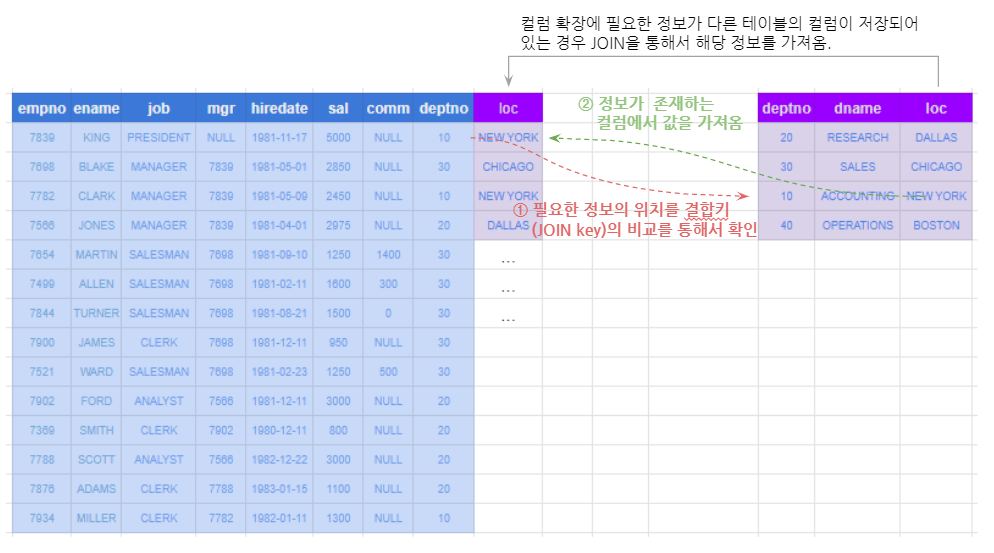 컬럼 확장에 필요한 정보가 다른 테이블의 컬럼이 저장되어
있는 경우 JOIN을 통해서 해당 정보를 가져옴.
empno ename job mgr hiredate sal comm deptno loc
7839 KING PRESIDENT NULL 1981-11-17 5000 NULL 10 NEW YORK
7698 BLAKE MANAGER 7839 1981-05-01 2850 NULL 30 CHICAGO
7782 CLARK MANAGER 7839 1981-05-09 2450 NULL 10 NEW YORK
7566 JONES MANAGER 7839 1981-04-01 2975 NULL 20 DALLAS
7654 MARTIN SALESMAN 7698 1981-09-10 1250 1400 30 ...
7499 ALLEN SALESMAN 7698 1981-02-11 1600 300 30 ...
7844 TURNER SALESMAN 7698 1981-08-21 1500 0 30 ...
7900 JAMES CLERK 7698 1981-12-11 950 NULL 30
7521 WARD SALESMAN 7698 1981-02-23 1250 500 30
7902 FORD ANALYST 7566 1981-12-11 3000 NULL 20
7369 SMITH CLERK 7902 1980-12-11 800 NULL 20
7788 SCOTT ANALYST 7566 1982-12-22 3000 NULL 20
7876 ADAMS CLERK 7788 1983-01-15 1100 NULL 20
7934 MILLER CLERK 7782 1982-01-11 1300 NULL 10
② 정보가 존재하는
컬럼에서 값을 가져옴
① 필요한 정보의 위치를 결합키
(JOIN key)의 비교를 통해서 확인
deptno dname loc
20 RESEARCH DALLAS
30 SALES CHICAGO
10 ACCOUNTING NEW YORK
40 OPERATIONS BOSTON